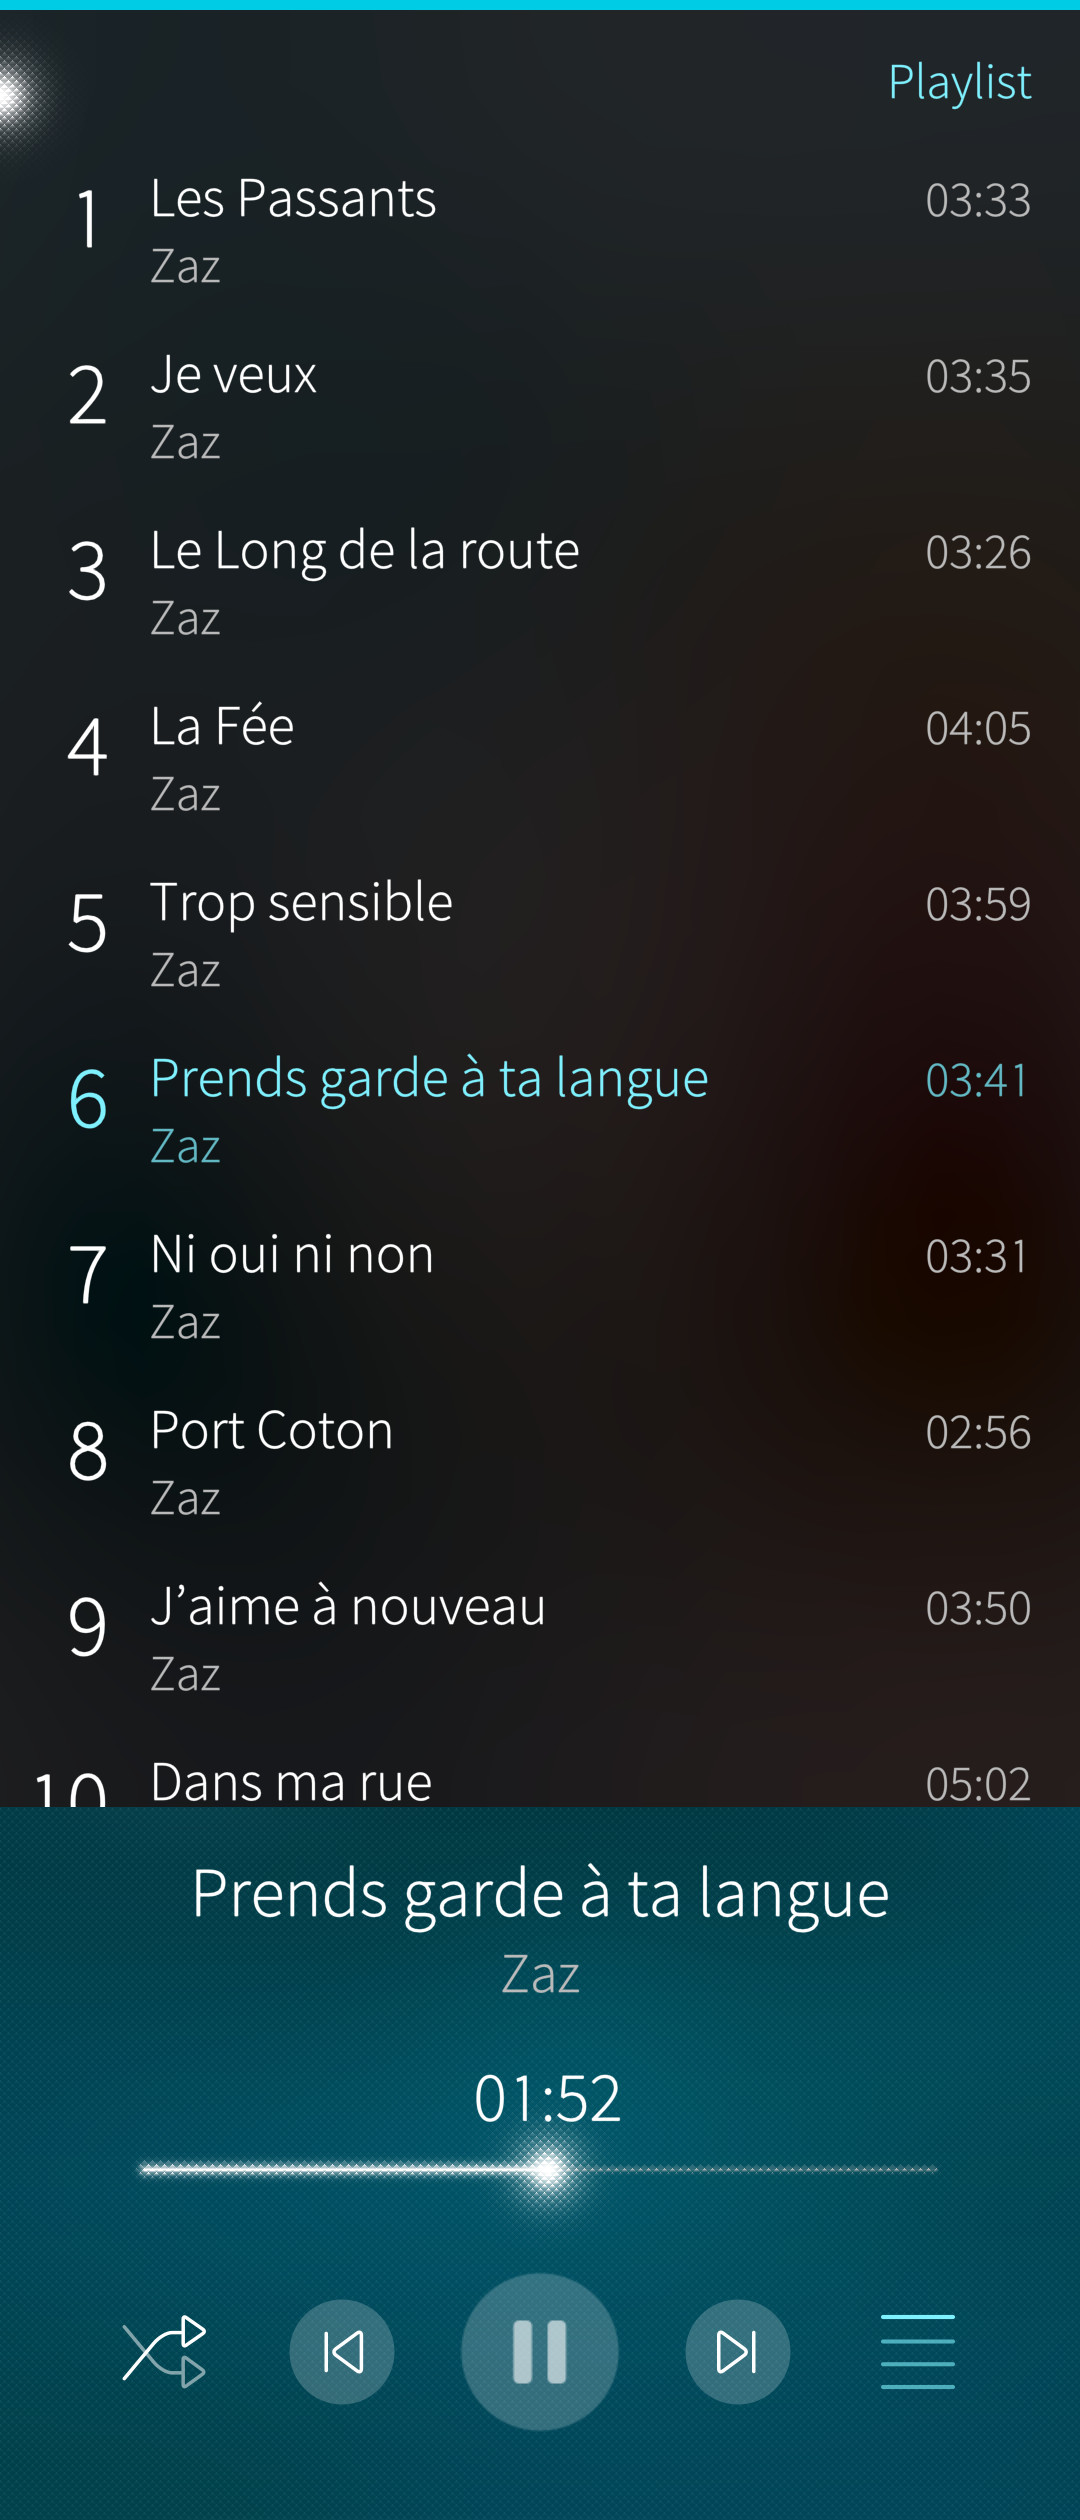 Playlist
1 Les Passants 03:33
Zaz
2 Je veux 03:35
Zaz
3 Le Long de la route 03:26
Zaz
4 La Fée 04:05
Zaz
5 Trop sensible 03:59
Zaz
6 Prends garde à ta langue 03:41
Zaz
7 Ni oui ni non 03:31
Zaz
8 Port Coton 02:56
Zaz
9 J’aime à nouveau 03:50
Zaz
10 Dans ma rue 05:02
Prends garde à ta langue
Zaz
01:52